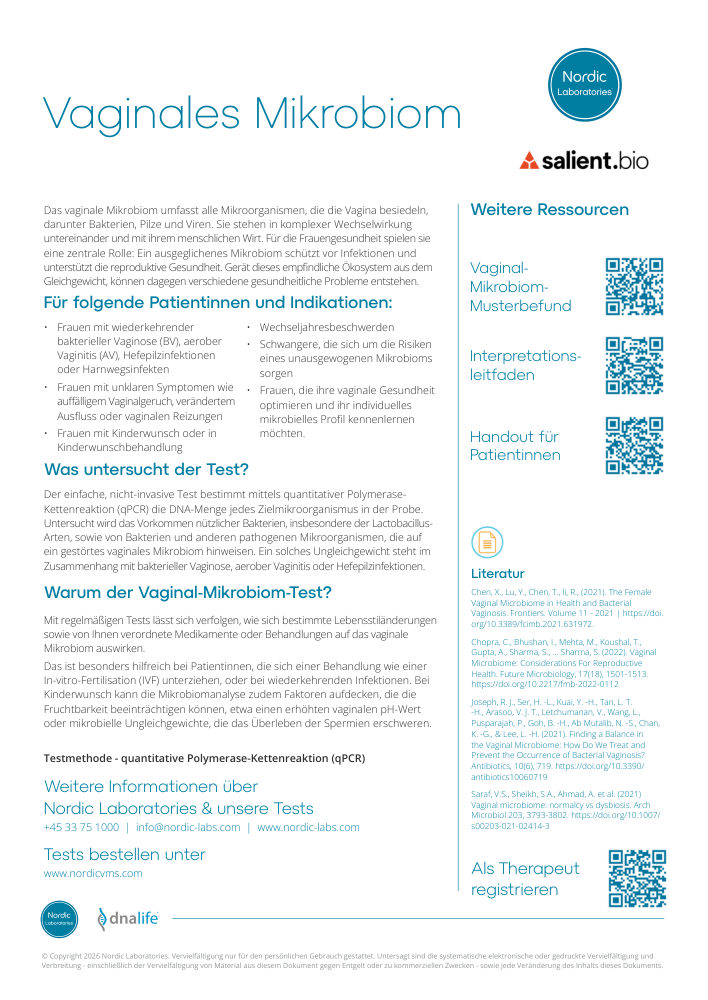 Vaginales Mikrobiom
Nordic
Laboratories
salient.bio
Das vaginale Mikrobiom umfasst alle Mikroorganismen, die die Vagina besiedeln,
darunter Bakterien, Pilze und Viren. Sie stehen in komplexer Wechselwirkung
untereinander und mit ihrem menschlichen Wirt. Für die Frauengesundheit spielen sie
eine zentrale Rolle: Ein ausgeglichenes Mikrobiom schützt vor Infektionen und
unterstützt die reproduktive Gesundheit. Gerät dieses empfindliche Ökosystem aus dem
Gleichgewicht, können dagegen verschiedene gesundheitliche Probleme entstehen.
Für folgende Patientinnen und Indikationen:
• Frauen mit wiederkehrender
bakterieller Vaginose (BV), aerober
Vaginitis (AV), Hefepilzinfektionen
oder Harnwegsinfekten
• Frauen mit unklaren Symptomen wie
auffälligem Vaginalgeruch, verändertem
Ausfluss oder vaginalen Reizungen
• Frauen mit Kinderwunsch oder in
Kinderwunschbehandlung
• Wechseljahresbeschwerden
• Schwangere, die sich um die Risiken
eines unausgewogenen Mikrobioms
sorgen
• Frauen, die ihre vaginale Gesundheit
optimieren und ihr individuelles
mikrobielles Profil kennenlernen
möchten.
Was untersucht der Test?
Der einfache, nicht-invasive Test bestimmt mittels quantitativer Polymerase-
Kettenreaktion (qPCR) die DNA-Menge jedes Zielmikroorganismus in der Probe.
Untersucht wird das Vorkommen nützlicher Bakterien, insbesondere der Lactobacillus-
Arten, sowie von Bakterien und anderen pathogenen Mikroorganismen, die auf
ein gestörtes vaginales Mikrobiom hinweisen. Ein solches Ungleichgewicht steht im
Zusammenhang mit bakterieller Vaginose, aerober Vaginitis oder Hefepilzinfektionen.
Warum der Vaginal-Mikrobiom-Test?
Mit regelmäßigen Tests lässt sich verfolgen, wie sich bestimmte Lebensstiländerungen
sowie von Ihnen verordnete Medikamente oder Behandlungen auf das vaginale
Mikrobiom auswirken.
Das ist besonders hilfreich bei Patientinnen, die sich einer Behandlung wie einer
In-vitro-Fertilisation (IVF) unterziehen, oder bei wiederkehrenden Infektionen. Bei
Kinderwunsch kann die Mikrobiomanalyse zudem Faktoren aufdecken, die die
Fruchtbarkeit beeinträchtigen können, etwa einen erhöhten vaginalen pH-Wert
oder mikrobielle Ungleichgewichte, die das Überleben der Spermien erschweren.
Testmethode - quantitative Polymerase-Kettenreaktion (qPCR)
Weitere Informationen über
Nordic Laboratories & unsere Tests
+45 33 75 1000 | info@nordic-labs.com | www.nordic-labs.com
Tests bestellen unter
www.nordicvms.com
Weitere Ressourcen
Vaginal-
Mikrobiom-
Musterbefund
Interpretations-
leitfaden
Handout für
Patientinnen
Literatur
Chen, X., Lu, Y., Chen, T., li, R., (2021). The Female
Vaginal Microbiome in Health and Bacterial
Vaginosis. Frontiers. Volume 11 - 2021 | https://doi.
org/10.3389/fcimb.2021.631972.
Chopra, C., Bhushan, I., Mehta, M., Koushal, T.,
Gupta, A., Sharma, S., ... Sharma, S. (2022). Vaginal
Microbiome: Considerations For Reproductive
Health. Future Microbiology, 17(18), 1501-1513.
https://doi.org/10.2217/fmb-2022-0112
Joseph, R. J., Ser, H. -L., Kuai, Y. -H., Tan, L. T.
-H., Arasoo, V. J. T., Letchumanan, V., Wang, L.,
Pusparajah, P., Goh, B. -H., Ab Mutalib, N. -S., Chan,
K. -G., & Lee, L. -H. (2021). Finding a Balance in
the Vaginal Microbiome: How Do We Treat and
Prevent the Occurrence of Bacterial Vaginosis?
Antibiotics, 10(6), 719. https://doi.org/10.3390/
antibiotics10060719
Saraf, V.S., Sheikh, S.A., Ahmad, A. et al. (2021)
Vaginal microbiome: normalcy vs dysbiosis. Arch
Microbiol 203, 3793-3802. https://doi.org/10.1007/
s00203-021-02414-3
Als Therapeut
registrieren
Nordic
Laboratories
dnalife
© Copyright 2026 Nordic Laboratories. Vervielfältigung nur für den persönlichen Gebrauch gestattet. Untersagt sind die systematische elektronische oder gedruckte Vervielfältigung und
Verbreitung - einschließlich der Vervielfältigung von Material aus diesem Dokument gegen Entgelt oder zu kommerziellen Zwecken - sowie jede Veränderung des Inhalts dieses Dokuments.